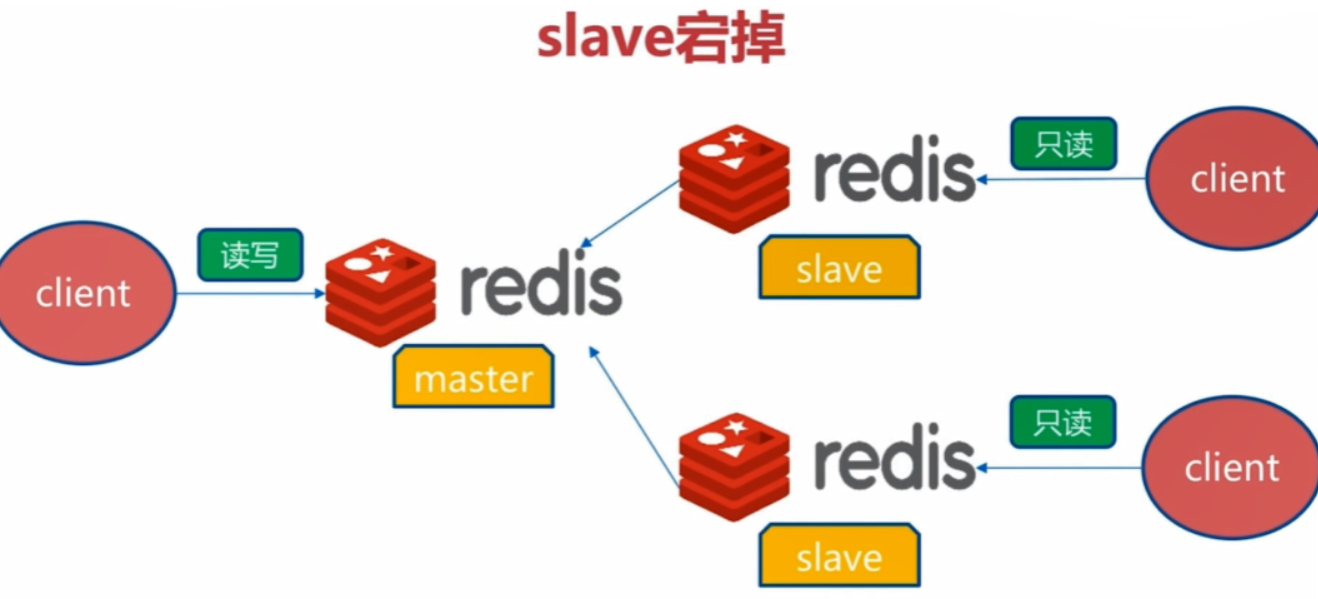 slave宕掉
redis
只读
client
slave
client
读写
redis
master
redis
只读
client
slave